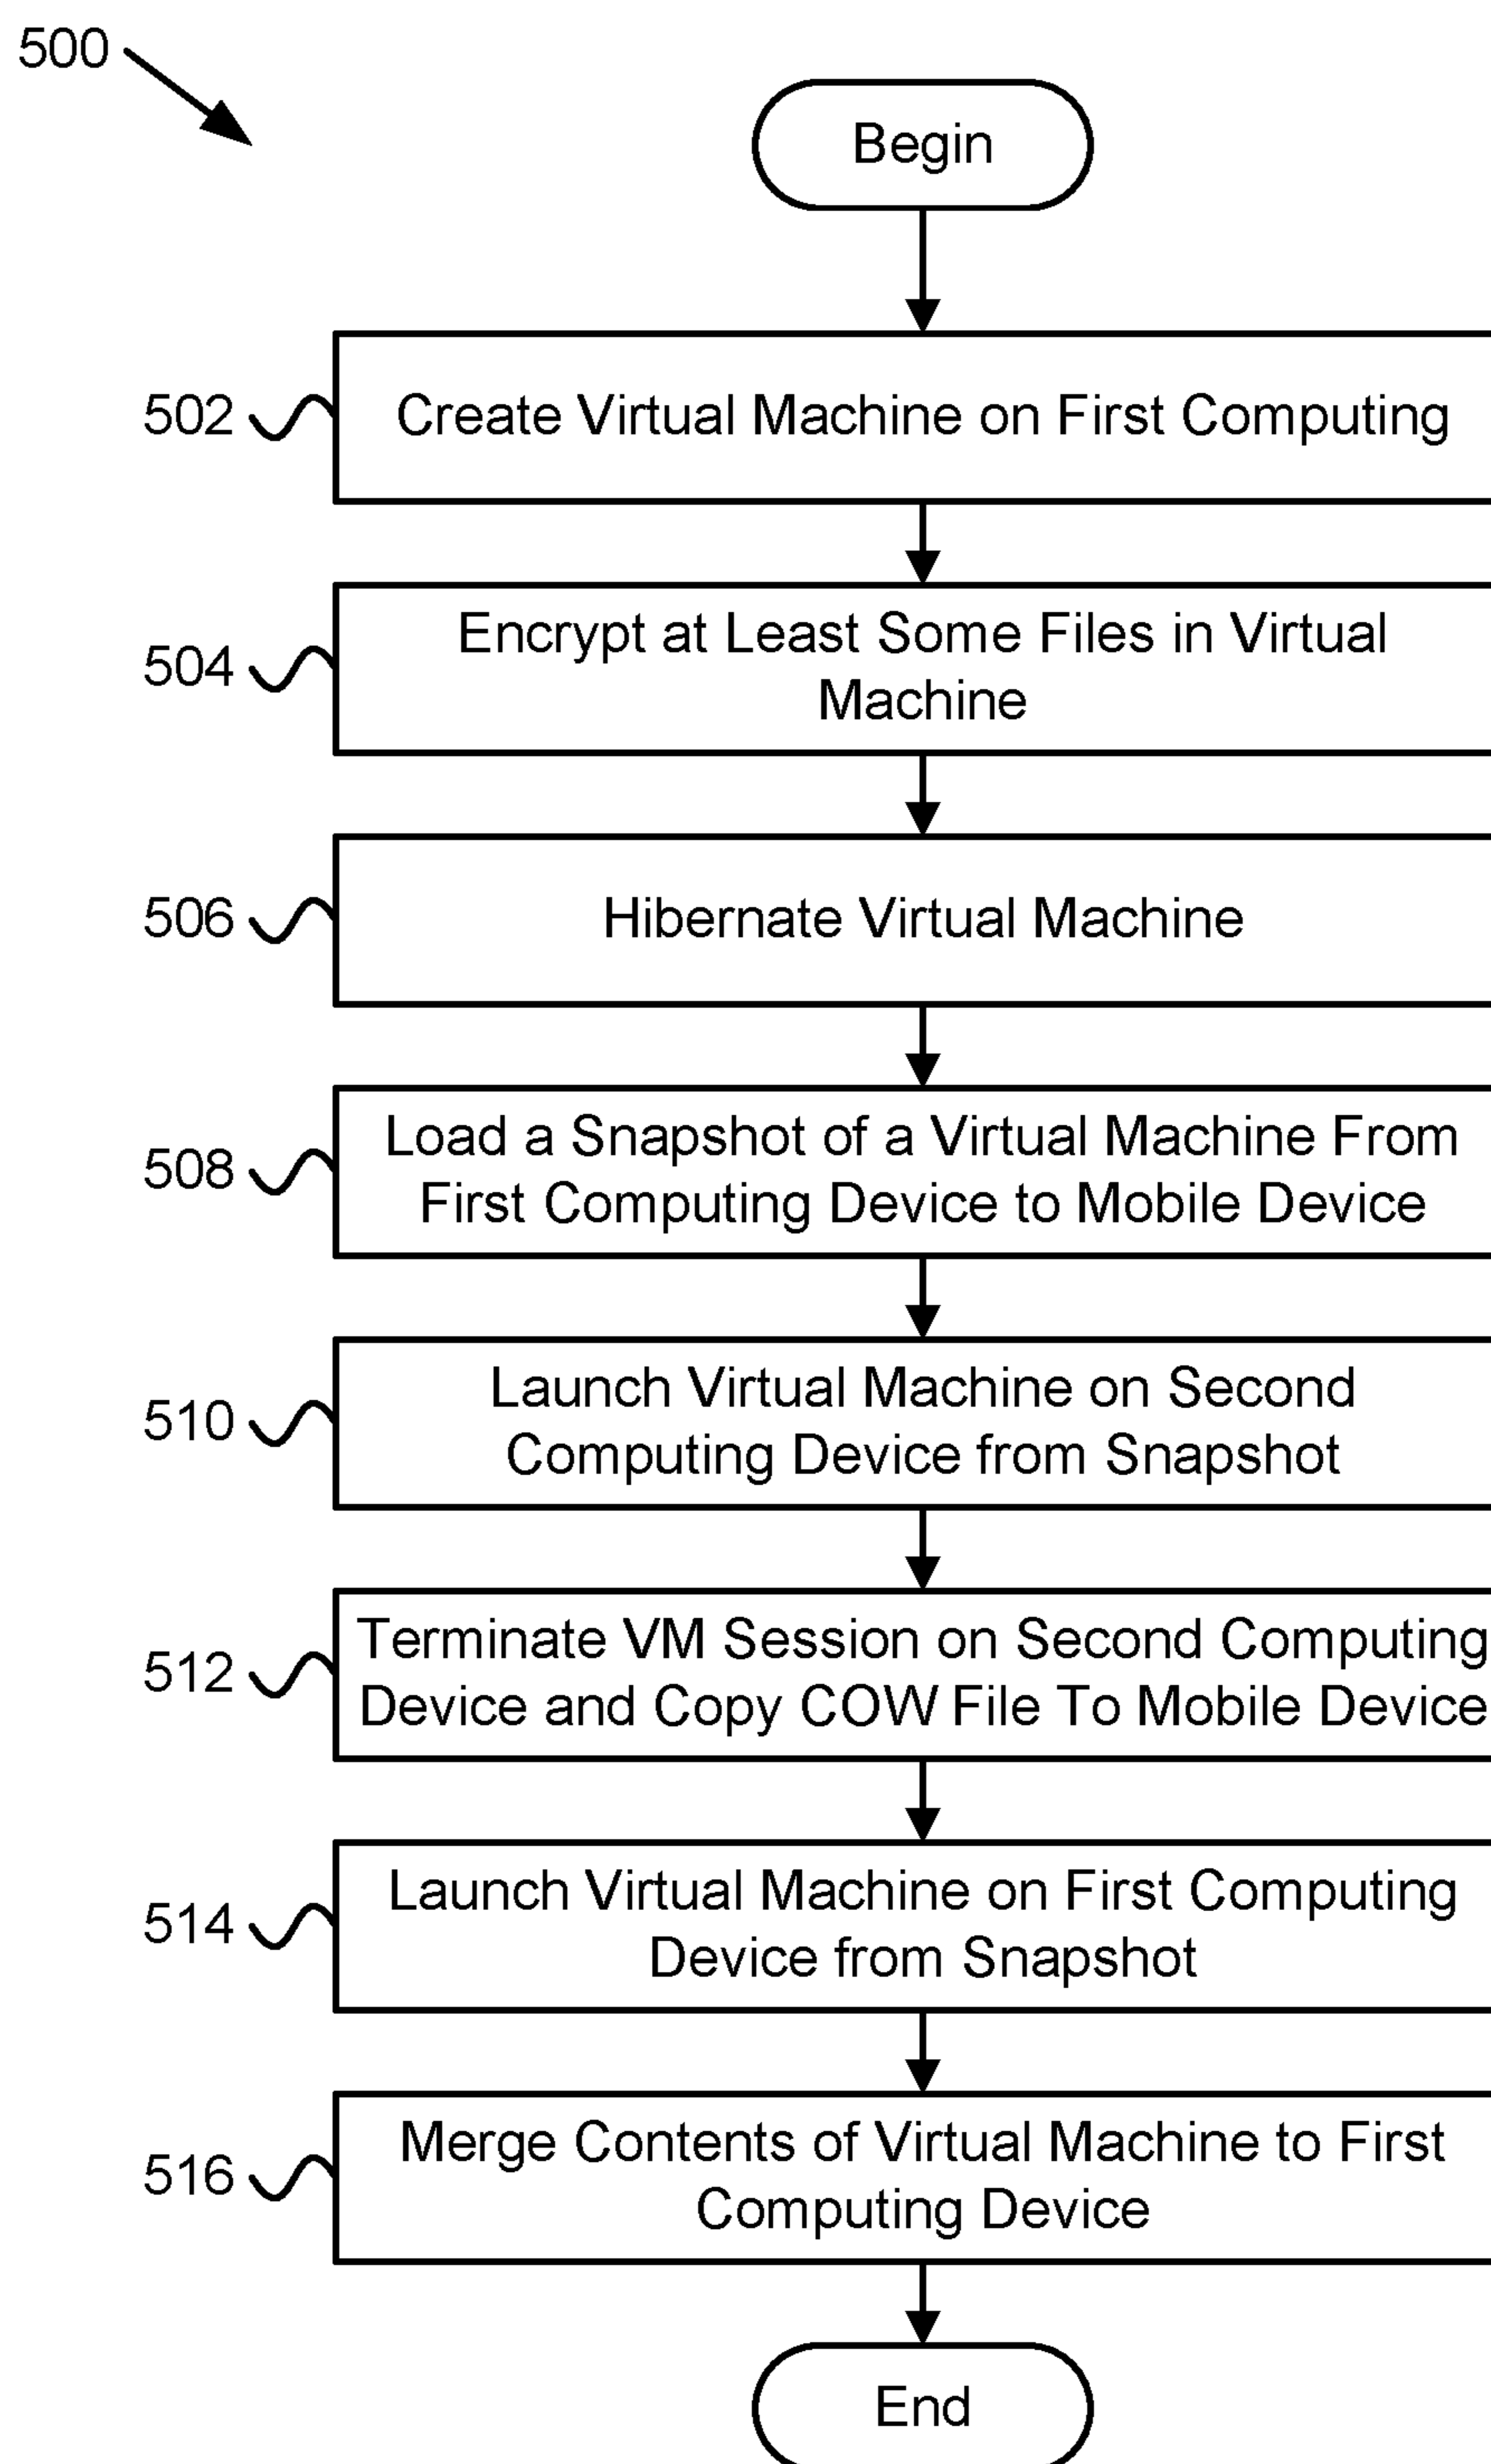 500
Begin
502
Create Virtual Machine on First Computing
504
Encrypt at Least Some Files in Virtual
Machine
506
Hibernate Virtual Machine
508
Load a Snapshot of a Virtual Machine From
First Computing Device to Mobile Device
510
Launch Virtual Machine on Second
Computing Device from Snapshot
512
Terminate VM Session on Second Computing
Device and Copy COW File To Mobile Device
514
Launch Virtual Machine on First Computing
Device from Snapshot
516
Merge Contents of Virtual Machine to First
Computing Device
End